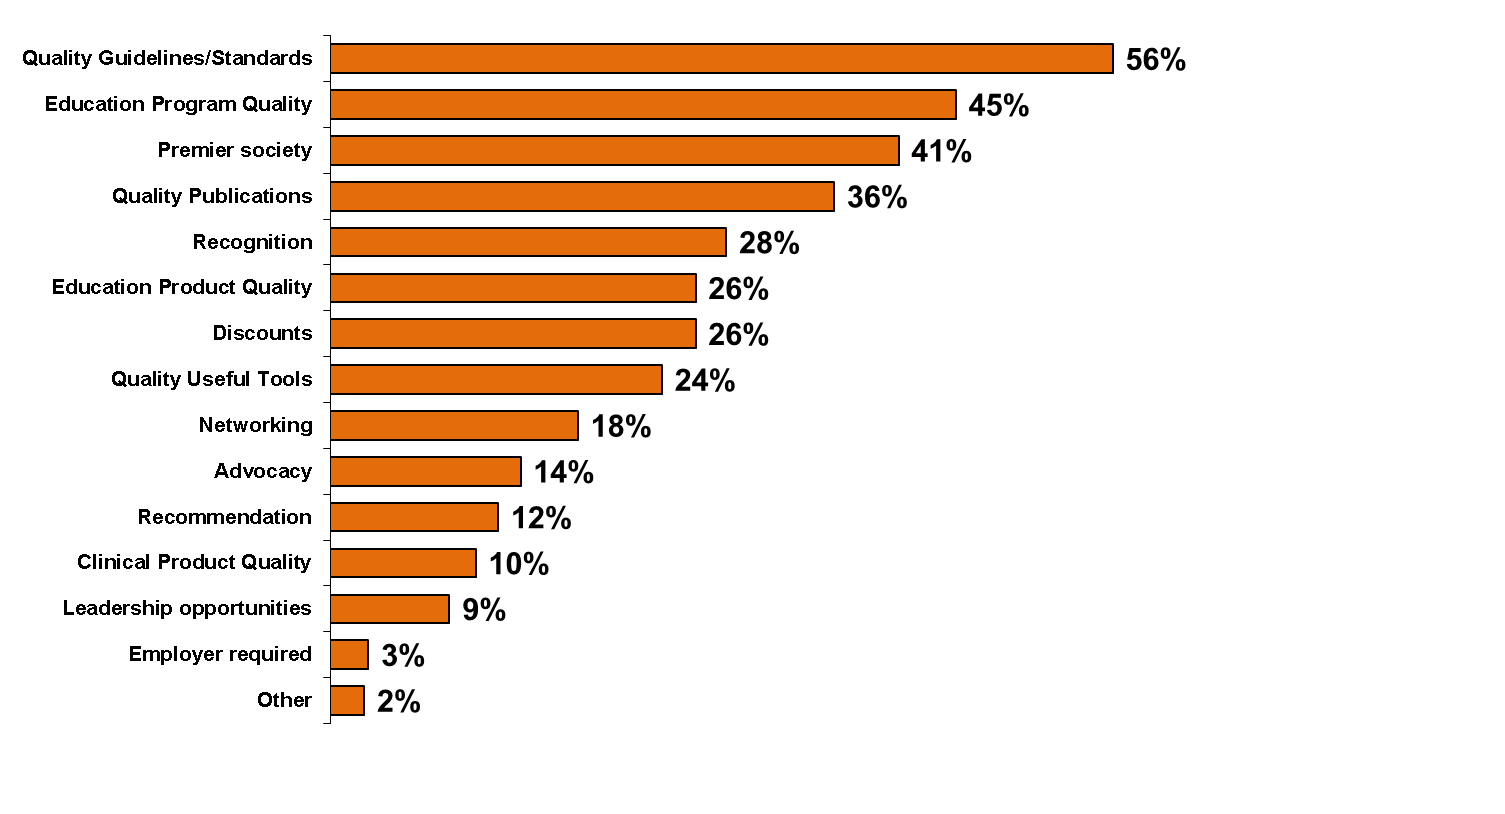 Quality Guidelines/Standards 56%
Education Program Quality 45%
Premier society 41%
Quality Publications 36%
Recognition 28%
Education Product Quality 26%
Discounts 26%
Quality Useful Tools 24%
Networking 18%
Advocacy 14%
Recommendation 12%
Clinical Product Quality 10%
Leadership opportunities 9%
Employer required 3%
Other 2%